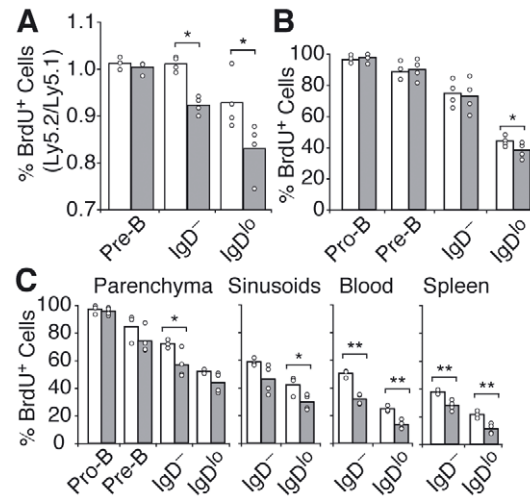 A
% BrdU⁺ Cells
(Ly5.2/Ly5.1)
1.1
1.0
0.9
0.8
0.7
*
*
Pre-B
IgD⁻
IgDˡᵒ
B
% BrdU⁺ Cells
100
80
60
40
20
0
*
Pro-B
Pre-B
IgD⁻
IgDˡᵒ
C
Parenchyma
Sinusoids
Blood
Spleen
% BrdU⁺ Cells
100
80
60
40
20
0
*
*
**
**
**
**
Pro-B
Pre-B
IgD⁻
IgDˡᵒ
IgD⁻
IgDˡᵒ
IgD⁻
IgDˡᵒ
IgD⁻
IgDˡᵒ